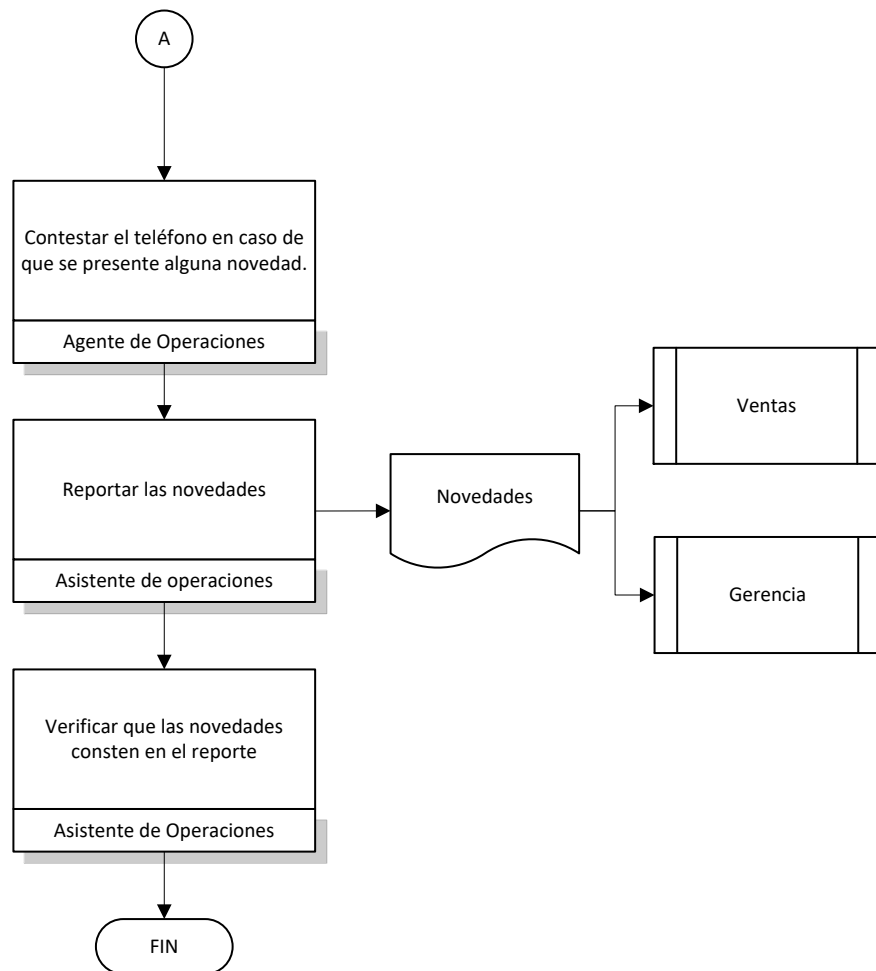 A
Contestar el teléfono en caso de
que se presente alguna novedad.
Agente de Operaciones
Reportar las novedades
Asistente de operaciones
Novedades
Ventas
Gerencia
Verificar que las novedades
consten en el reporte
Asistente de Operaciones
FIN